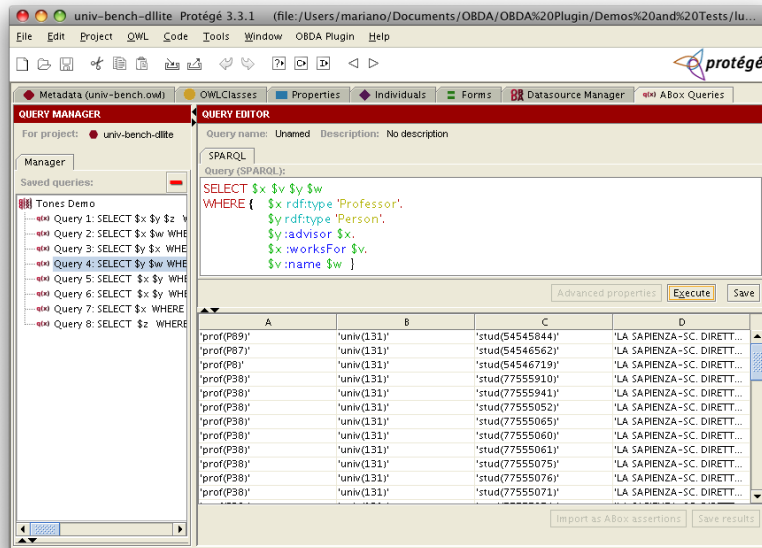 univ-bench-dllite Protégé 3.3.1 (file:/Users/mariano/Documents/OBDA/OBDA%20Plugin/Demos%20and%20Tests/lu...
File Edit Project OWL Code Tools Window OBDA Plugin Help
protégé
Metadata (univ-bench.owl) OWLClasses Properties Individuals Forms Datasource Manager q(x) ABox Queries
QUERY MANAGER
For project: univ-bench-dllite
Manager
Saved queries:
Tones Demo
q(x) Query 1: SELECT $x $y $z W
q(x) Query 2: SELECT $x $w WHE
q(x) Query 3: SELECT $y $x WHE
q(x) Query 4: SELECT $y $w WHE
q(x) Query 5: SELECT $x $y WHE
q(x) Query 6: SELECT $x $y WHE
q(x) Query 7: SELECT $x WHERE
q(x) Query 8: SELECT $z WHERE
QUERY EDITOR
Query name: Unamed Description: No description
SPARQL
Query (SPARQL):
SELECT $x $v $y $w
WHERE { $x rdf:type 'Professor'.
$y rdf:type 'Person'.
$y :advisor $x.
$x :worksFor $v.
$v :name $w }
Advanced properties Execute Save
A B C D
'prof(P89)' 'univ(131)' 'stud(54545844)' 'LA SAPIENZA-SC. DIRETT...
'prof(P87)' 'univ(131)' 'stud(54546562)' 'LA SAPIENZA-SC. DIRETT...
'prof(P8)' 'univ(131)' 'stud(54546719)' 'LA SAPIENZA-SC. DIRETT...
'prof(P38)' 'univ(131)' 'stud(77555910)' 'LA SAPIENZA-SC. DIRETT...
'prof(P38)' 'univ(131)' 'stud(77555941)' 'LA SAPIENZA-SC. DIRETT...
'prof(P38)' 'univ(131)' 'stud(77555052)' 'LA SAPIENZA-SC. DIRETT...
'prof(P38)' 'univ(131)' 'stud(77555065)' 'LA SAPIENZA-SC. DIRETT...
'prof(P38)' 'univ(131)' 'stud(77555060)' 'LA SAPIENZA-SC. DIRETT...
'prof(P38)' 'univ(131)' 'stud(77555061)' 'LA SAPIENZA-SC. DIRETT...
'prof(P38)' 'univ(131)' 'stud(77555075)' 'LA SAPIENZA-SC. DIRETT...
'prof(P38)' 'univ(131)' 'stud(77555076)' 'LA SAPIENZA-SC. DIRETT...
'prof(P38)' 'univ(131)' 'stud(77555071)' 'LA SAPIENZA-SC. DIRETT...
Import as ABox assertions Save results